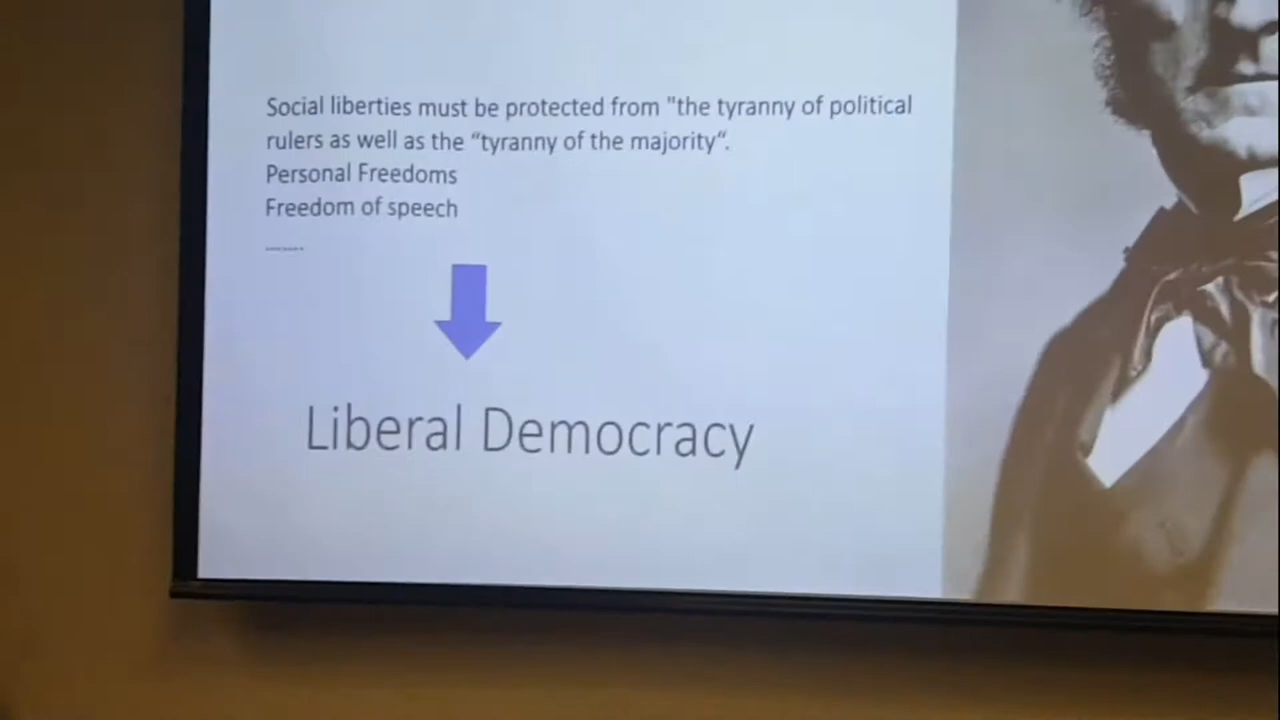 Social liberties must be protected from "the tyranny of political
rulers as well as the “tyranny of the majority“.
Personal Freedoms
Freedom of speech
Liberal Democracy